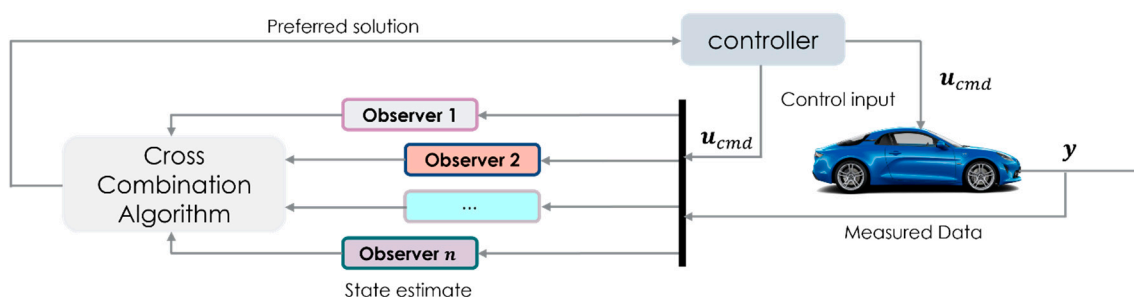 Preferred solution
controller
u_cmd
Control input
Observer 1
u_cmd
Observer 2
y
Cross
Combination
Algorithm
...
Measured Data
Observer n
State estimate